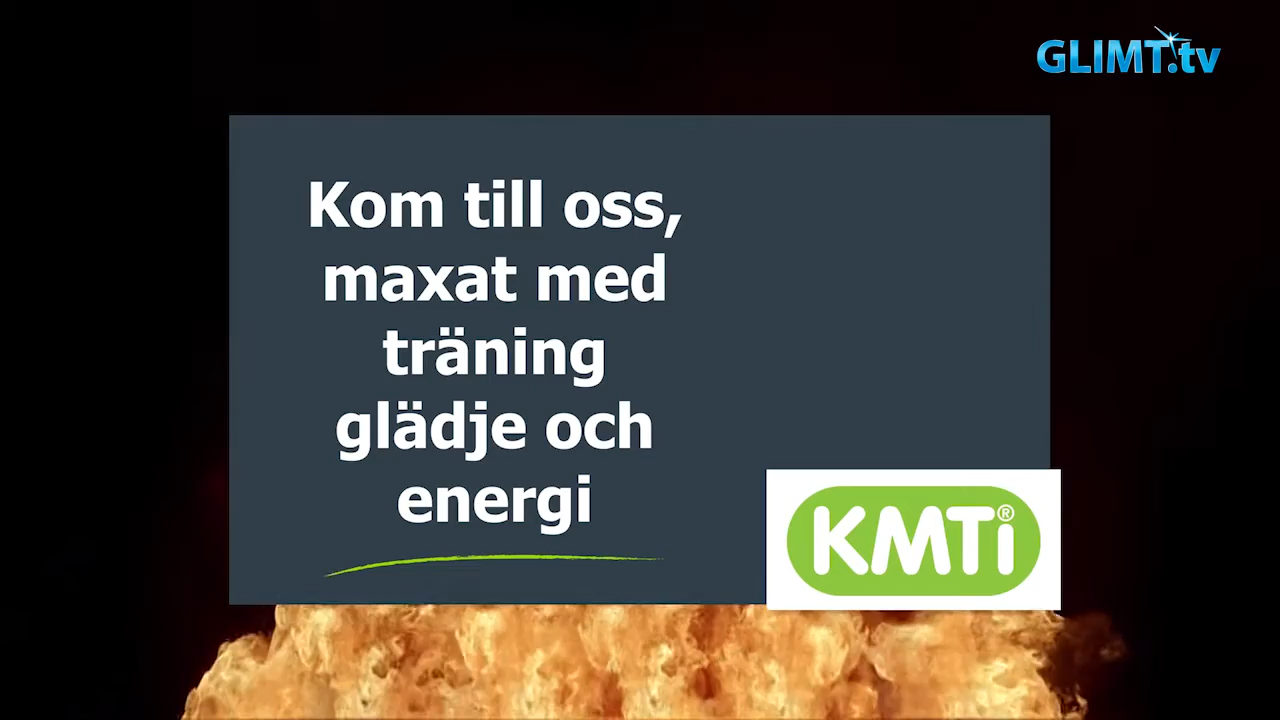 GLIMT.tv
Kom till oss,
maxat med
träning
glädje och
energi
KMTi®